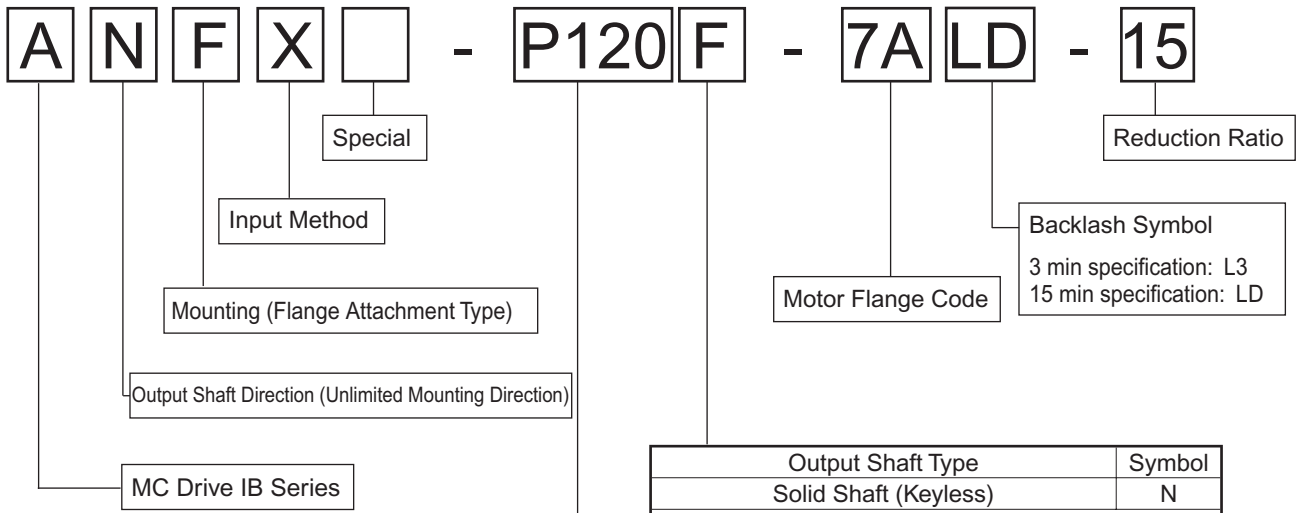 A N F X - P120 F - 7A LD - 15
Special
Reduction Ratio
Input Method
Backlash Symbol
3 min specification: L3
15 min specification: LD
Motor Flange Code
Mounting (Flange Attachment Type)
Output Shaft Direction (Unlimited Mounting Direction)
MC Drive IB Series
Output Shaft Type Symbol
Solid Shaft (Keyless) N